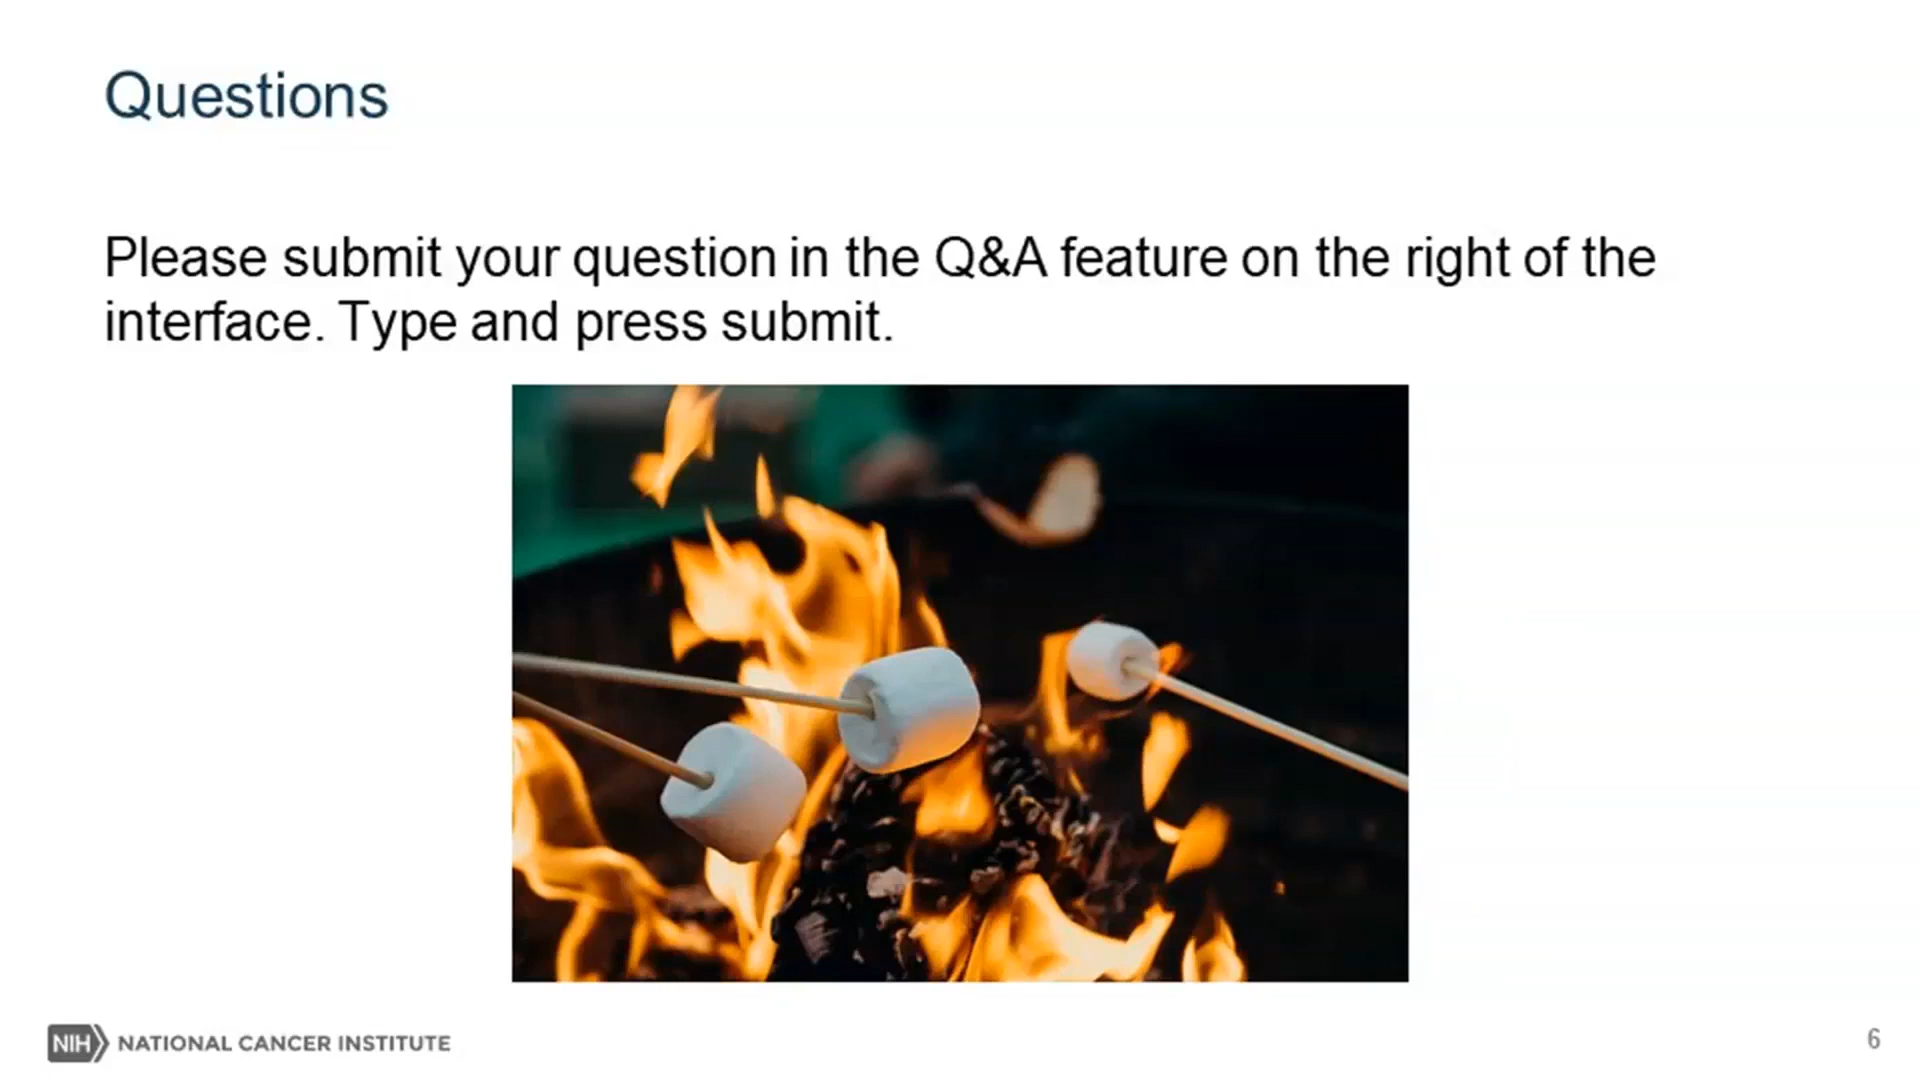 Questions
Please submit your question in the Q&A feature on the right of the
interface. Type and press submit.
NIH NATIONAL CANCER INSTITUTE
6